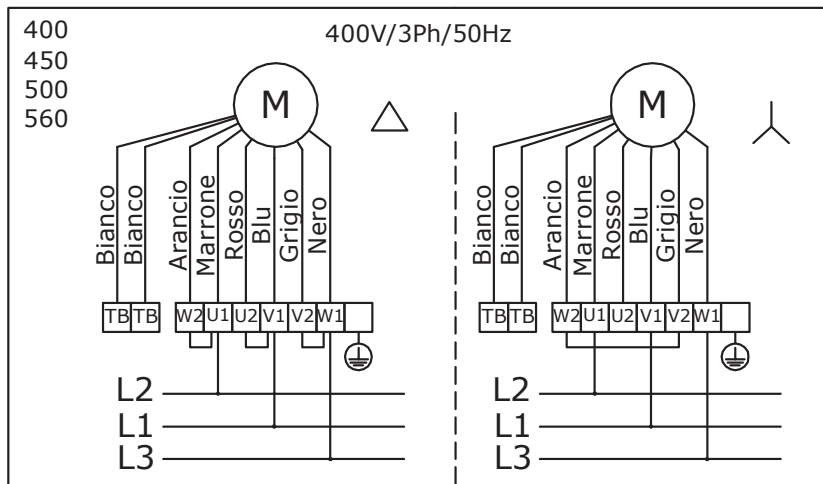 400
450
500
560
400V/3Ph/50Hz
M
Bianco
Bianco
Arancio
Marrone
Rosso
Blu
Grigio
Nero
TB TB W2 U1 U2 V1 V2 W1
L2
L1
L3
M
Bianco
Bianco
Arancio
Marrone
Rosso
Blu
Grigio
Nero
TB TB W2 U1 U2 V1 V2 W1
L2
L1
L3